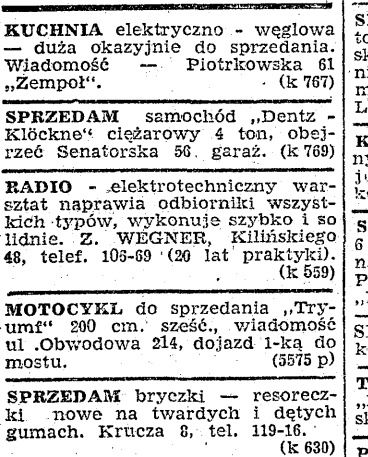 KUCHNIA elektryczno - węglowa
— duża okazyjnie do sprzedania.
Wiadomość — Piotrkowska 61
„Zempoł“. (k 767)
SPRZEDAM samochód „Dentz -
Klöckne“ ciężarowy 4 ton, obej-
rzeć Senatorska 56. garaż. (k 769)
RADIO - elektrotechniczny war-
sztat naprawia odbiorniki wszyst-
kich typów, wykonuje szybko i so
lidnie. Z. WEGNER, Kilińskiego
48, telef. 106-69 (20 lat praktyki).
(k 559)
MOTOCYKL do sprzedania „Try-
umf“ 200 cm. sześć., wiadomość
ul .Obwodowa 214, dojazd 1-ką do
mostu. (5575 p)
SPRZEDAM bryczki — resorecz-
ki nowe na twardych i dętych
gumach. Krucza 8, tel. 119-16.
(k 630)